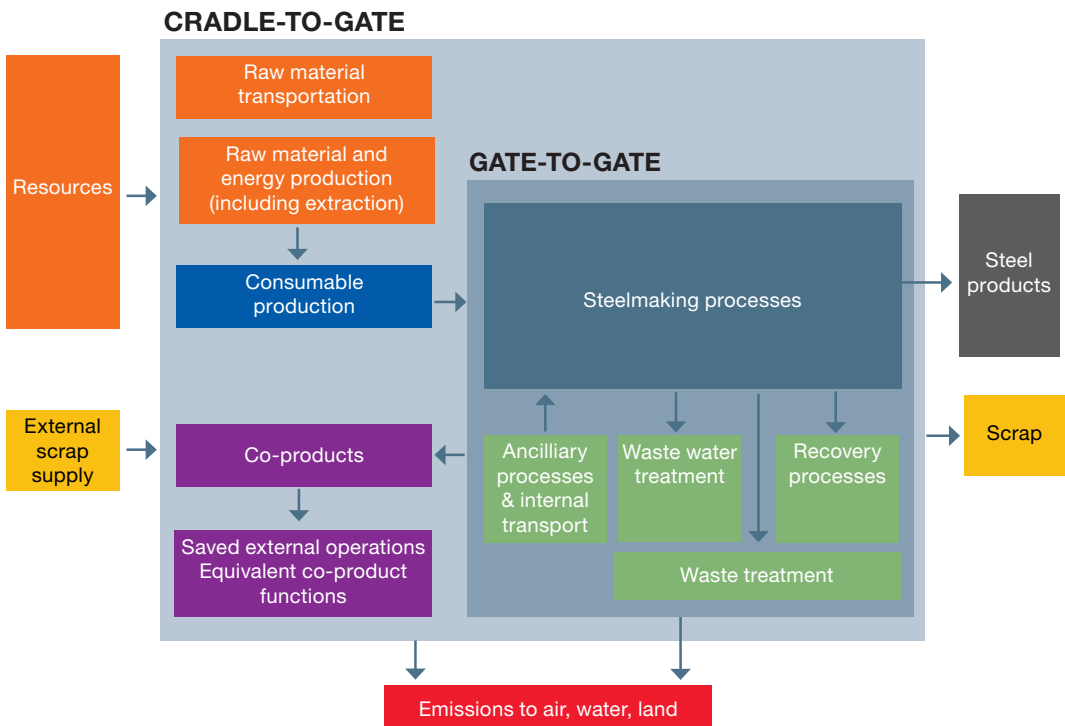 CRADLE-TO-GATE
Resources
Raw material
transportation
Raw material and
energy production
(including extraction)
Consumable
production
GATE-TO-GATE
Steelmaking processes
Steel
products
External
scrap
supply
Co-products
Saved external operations
Equivalent co-product
functions
Ancilliary
processes
& internal
transport
Waste water
treatment
Recovery
processes
Waste treatment
Scrap
Emissions to air, water, land